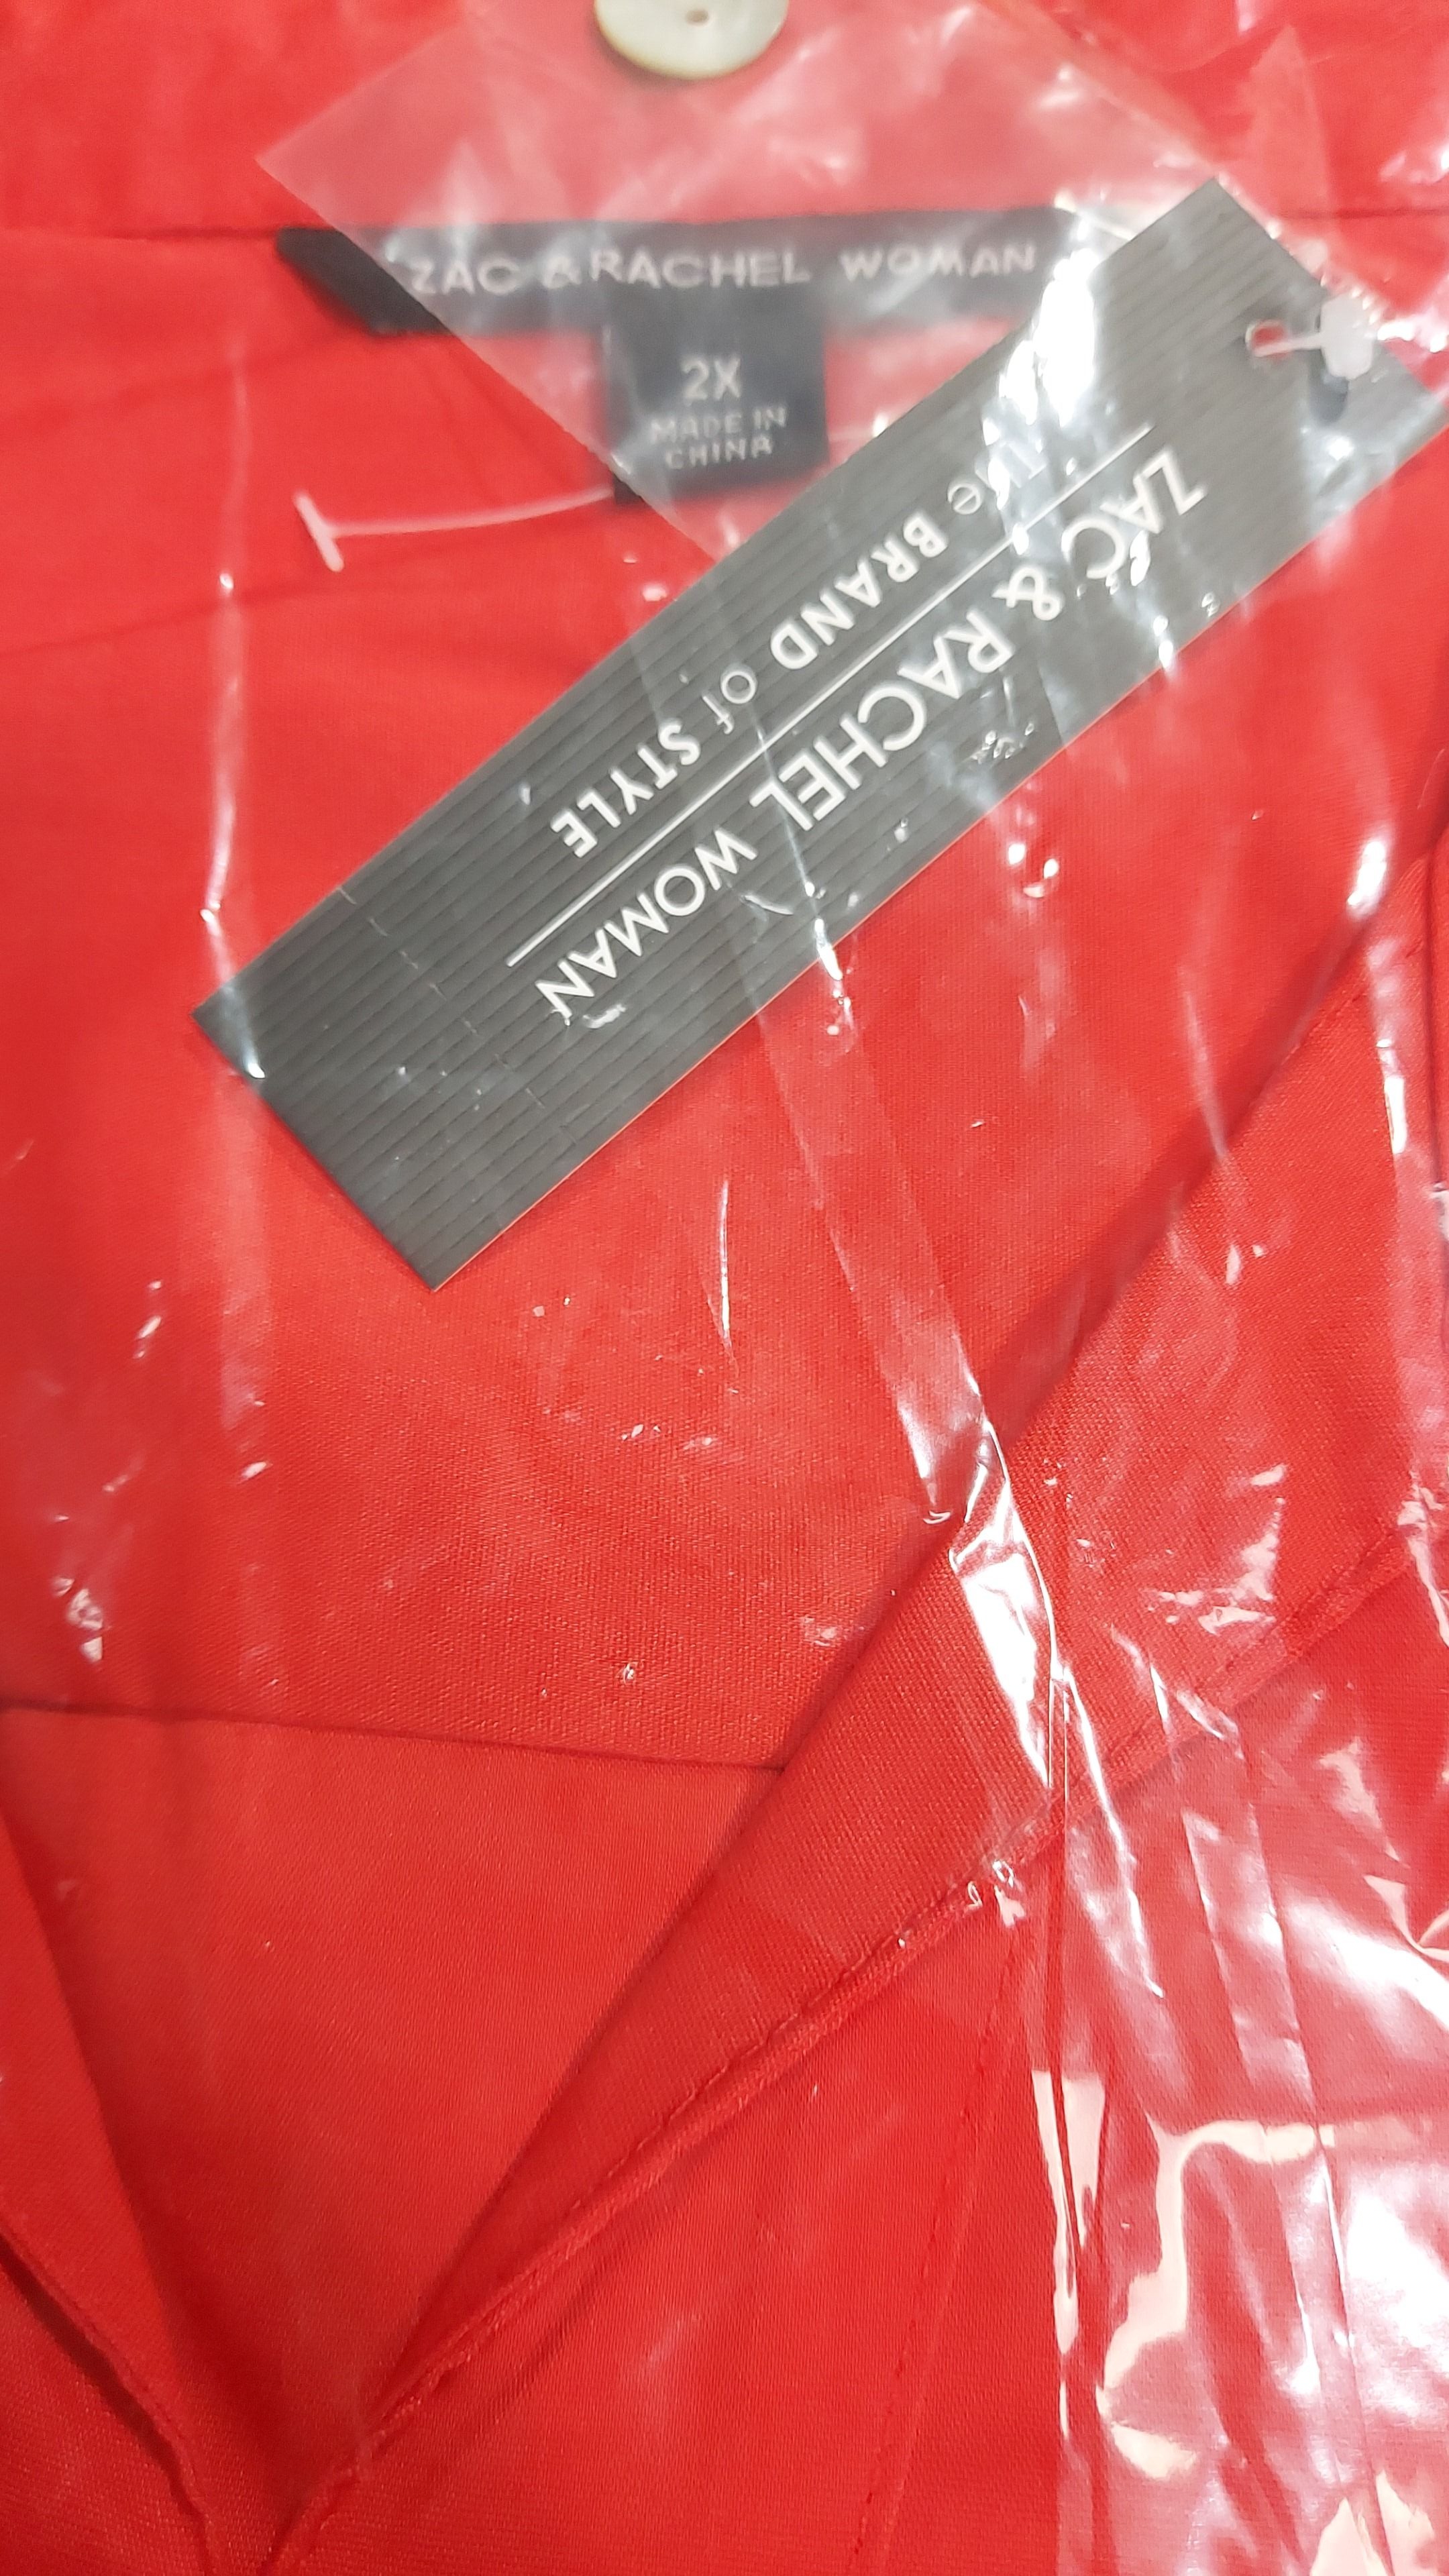 ZAC & RACHEL WOMAN
2X
MADE IN
CHINA
ZAC & RACHEL WOMAN
The BRAND of STYLE